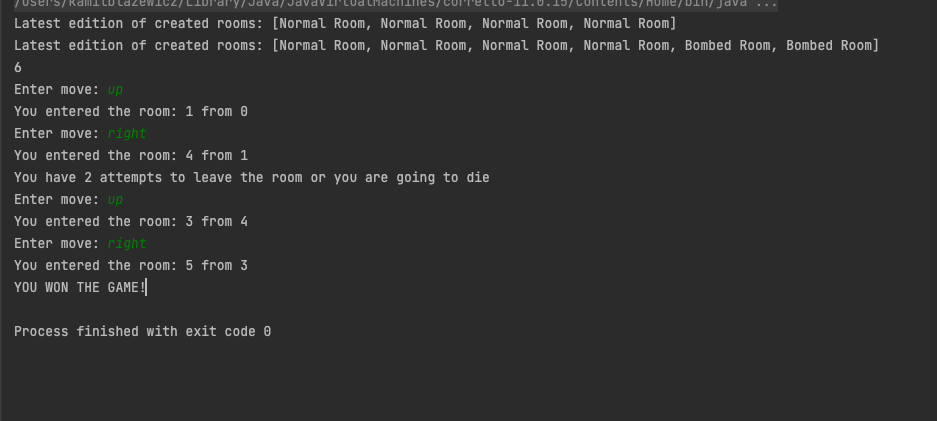 /Users/kamilblazewicz/Library/Java/JavaVirtualMachines/corretto-11.0.15/Contents/Home/bin/java ...
Latest edition of created rooms: [Normal Room, Normal Room, Normal Room, Normal Room]
Latest edition of created rooms: [Normal Room, Normal Room, Normal Room, Normal Room, Bombed Room, Bombed Room]
6
Enter move: up
You entered the room: 1 from 0
Enter move: right
You entered the room: 4 from 1
You have 2 attempts to leave the room or you are going to die
Enter move: up
You entered the room: 3 from 4
Enter move: right
You entered the room: 5 from 3
YOU WON THE GAME!
Process finished with exit code 0